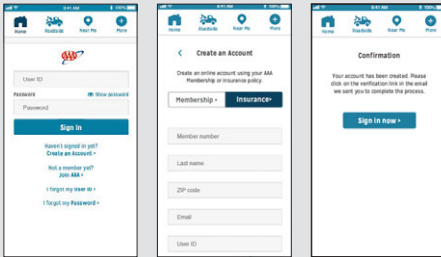 9:41 AM 100%
Home Roadside Near Me More
AAA
User ID
Password Show password
Password
Sign In
Haven't signed in yet?
Create an Account ›
Not a member yet?
Join AAA ›
I forgot my User ID ›
I forgot my Password ›
9:41 AM 100%
Home Roadside Near Me More
‹ Create an Account
Create an online account using your AAA
Membership or insurance policy.
Membership › Insurance›
Member number
Last name
ZIP code
Email
User ID
9:41 AM 100%
Home Roadside Near Me More
Confirmation
Your account has been created. Please
click on the verification link in the email
we sent you to complete the process.
Sign in now ›